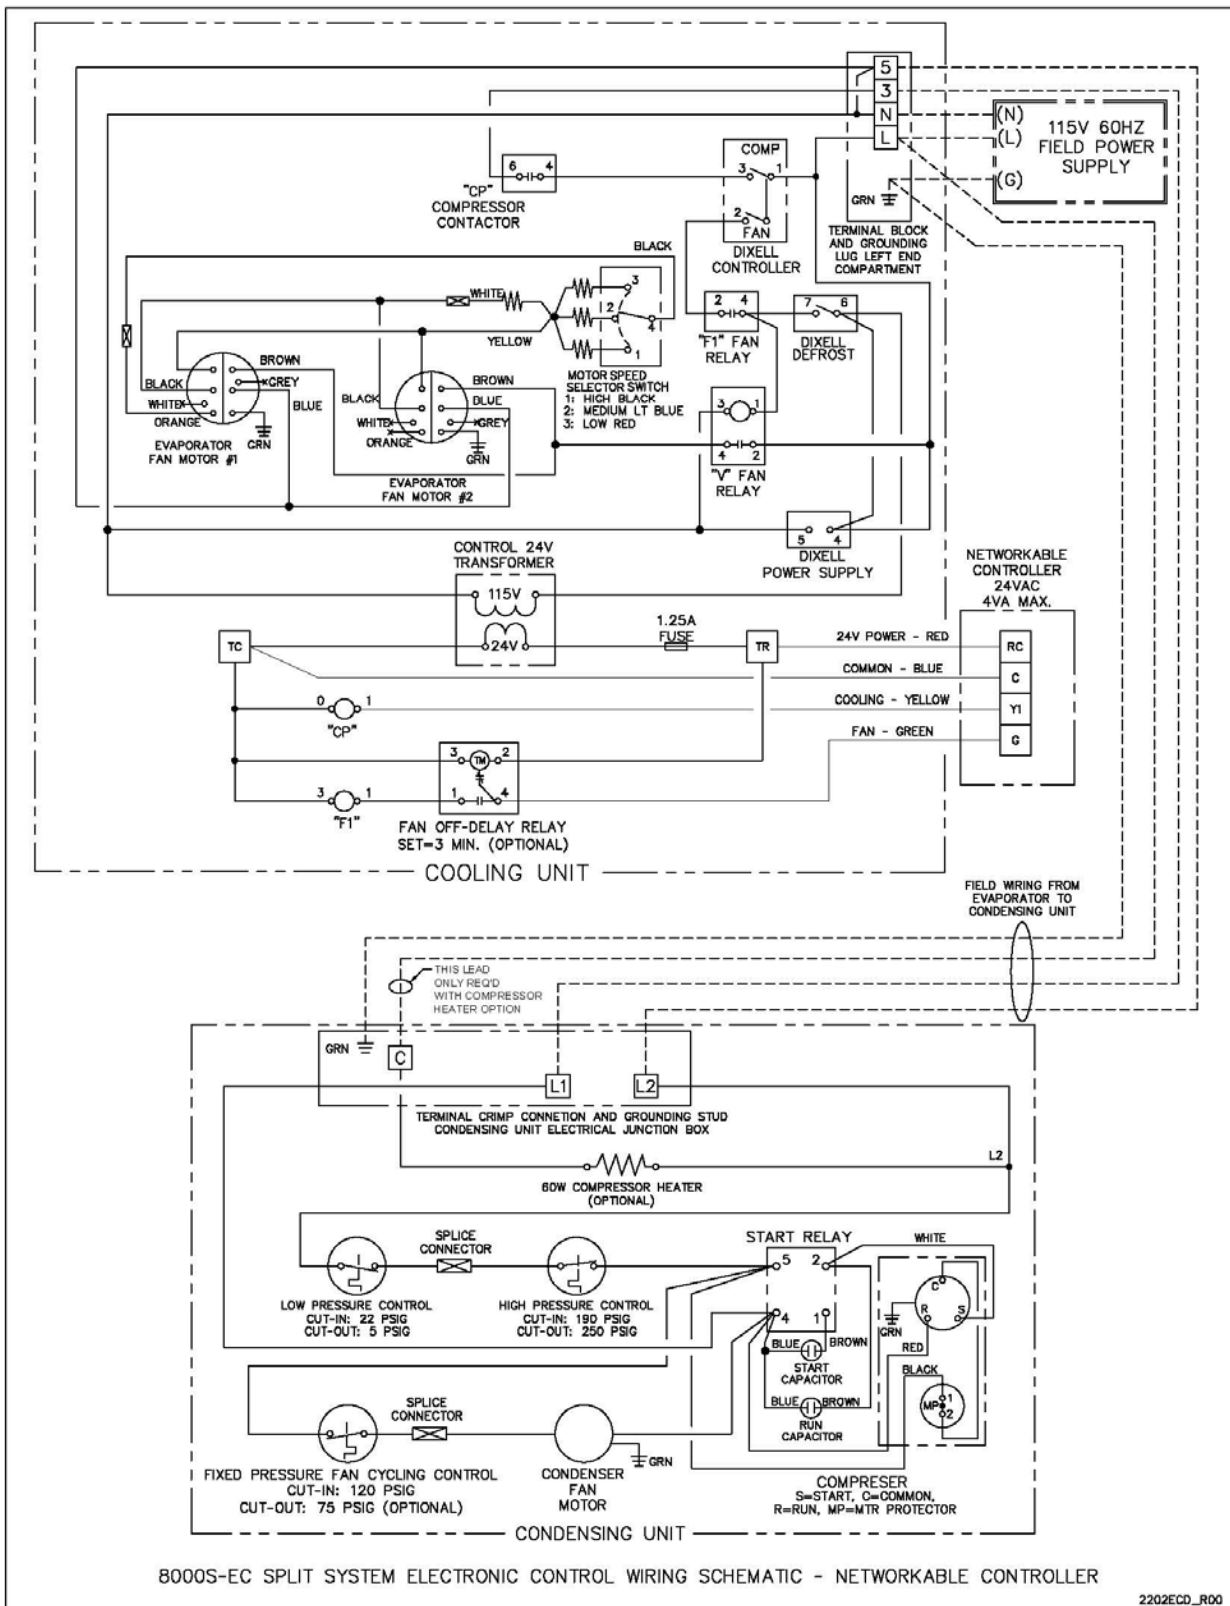 5
3
N
L
(N)
(L)
(G)
115V 60HZ
FIELD POWER
SUPPLY
GRN
TERMINAL BLOCK
AND GROUNDING
LUG LEFT END
COMPARTMENT
COMP
3 1
2
FAN
DIXELL
CONTROLLER
6 4
"CP"
COMPRESSOR
CONTACTOR
BLACK
WHITE
YELLOW
3
2
4
1
MOTOR SPEED
SELECTOR SWITCH
1: HIGH BLACK
2: MEDIUM LT BLUE
3: LOW RED
2 4
"F1" FAN
RELAY
7 6
DIXELL
DEFROST
BROWN
GREY
BLACK
BLUE
WHITE
ORANGE
GRN
EVAPORATOR
FAN MOTOR #1
BROWN
BLUE
BLACK
WHITE
GREY
ORANGE
GRN
EVAPORATOR
FAN MOTOR #2
3 1
4 2
"V" FAN
RELAY
5 4
DIXELL
POWER SUPPLY
CONTROL 24V
TRANSFORMER
115V
24V
1.25A
FUSE
TC
TR
NETWORKABLE
CONTROLLER
24VAC
4VA MAX.
24V POWER - RED
RC
COMMON - BLUE
C
COOLING - YELLOW
Y1
FAN - GREEN
G
0 1
"CP"
3 TM 2
1 4
3 1
"F1"
FAN OFF-DELAY RELAY
SET=3 MIN. (OPTIONAL)
COOLING UNIT
FIELD WIRING FROM
EVAPORATOR TO
CONDENSING UNIT
THIS LEAD
ONLY REQ'D
WITH COMPRESSOR
HEATER OPTION
GRN
C
L1
L2
TERMINAL CRIMP CONNETION AND GROUNDING STUD
CONDENSING UNIT ELECTRICAL JUNCTION BOX
L2
60W COMPRESSOR HEATER
(OPTIONAL)
SPLICE
CONNECTOR
START RELAY
WHITE
5 2
4 1
LOW PRESSURE CONTROL
CUT-IN: 22 PSIG
CUT-OUT: 5 PSIG
HIGH PRESSURE CONTROL
CUT-IN: 190 PSIG
CUT-OUT: 250 PSIG
C
R
S
GRN
RED
BLUE
BROWN
START
CAPACITOR
BLACK
BLUE
BROWN
RUN
CAPACITOR
MP
1
2
SPLICE
CONNECTOR
GRN
FIXED PRESSURE FAN CYCLING CONTROL
CUT-IN: 120 PSIG
CUT-OUT: 75 PSIG (OPTIONAL)
CONDENSER
FAN
MOTOR
COMPRESER
S=START, C=COMMON,
R=RUN, MP=MTR PROTECTOR
CONDENSING UNIT
8000S-EC SPLIT SYSTEM ELECTRONIC CONTROL WIRING SCHEMATIC - NETWORKABLE CONTROLLER
2202ECD_R00